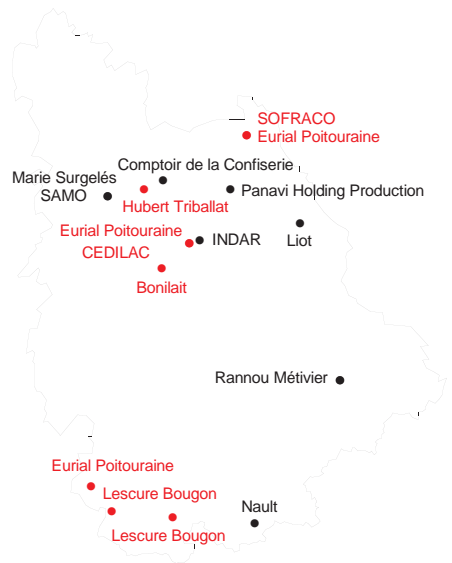 SOFRACO
Eurial Poitouraine
Comptoir de la Confiserie
Marie Surgelés
SAMO
Panavi Holding Production
Hubert Triballat
Eurial Poitouraine
CEDILAC
INDAR
Liot
Bonilait
Rannou Métivier
Eurial Poitouraine
Lescure Bougon
Nault
Lescure Bougon